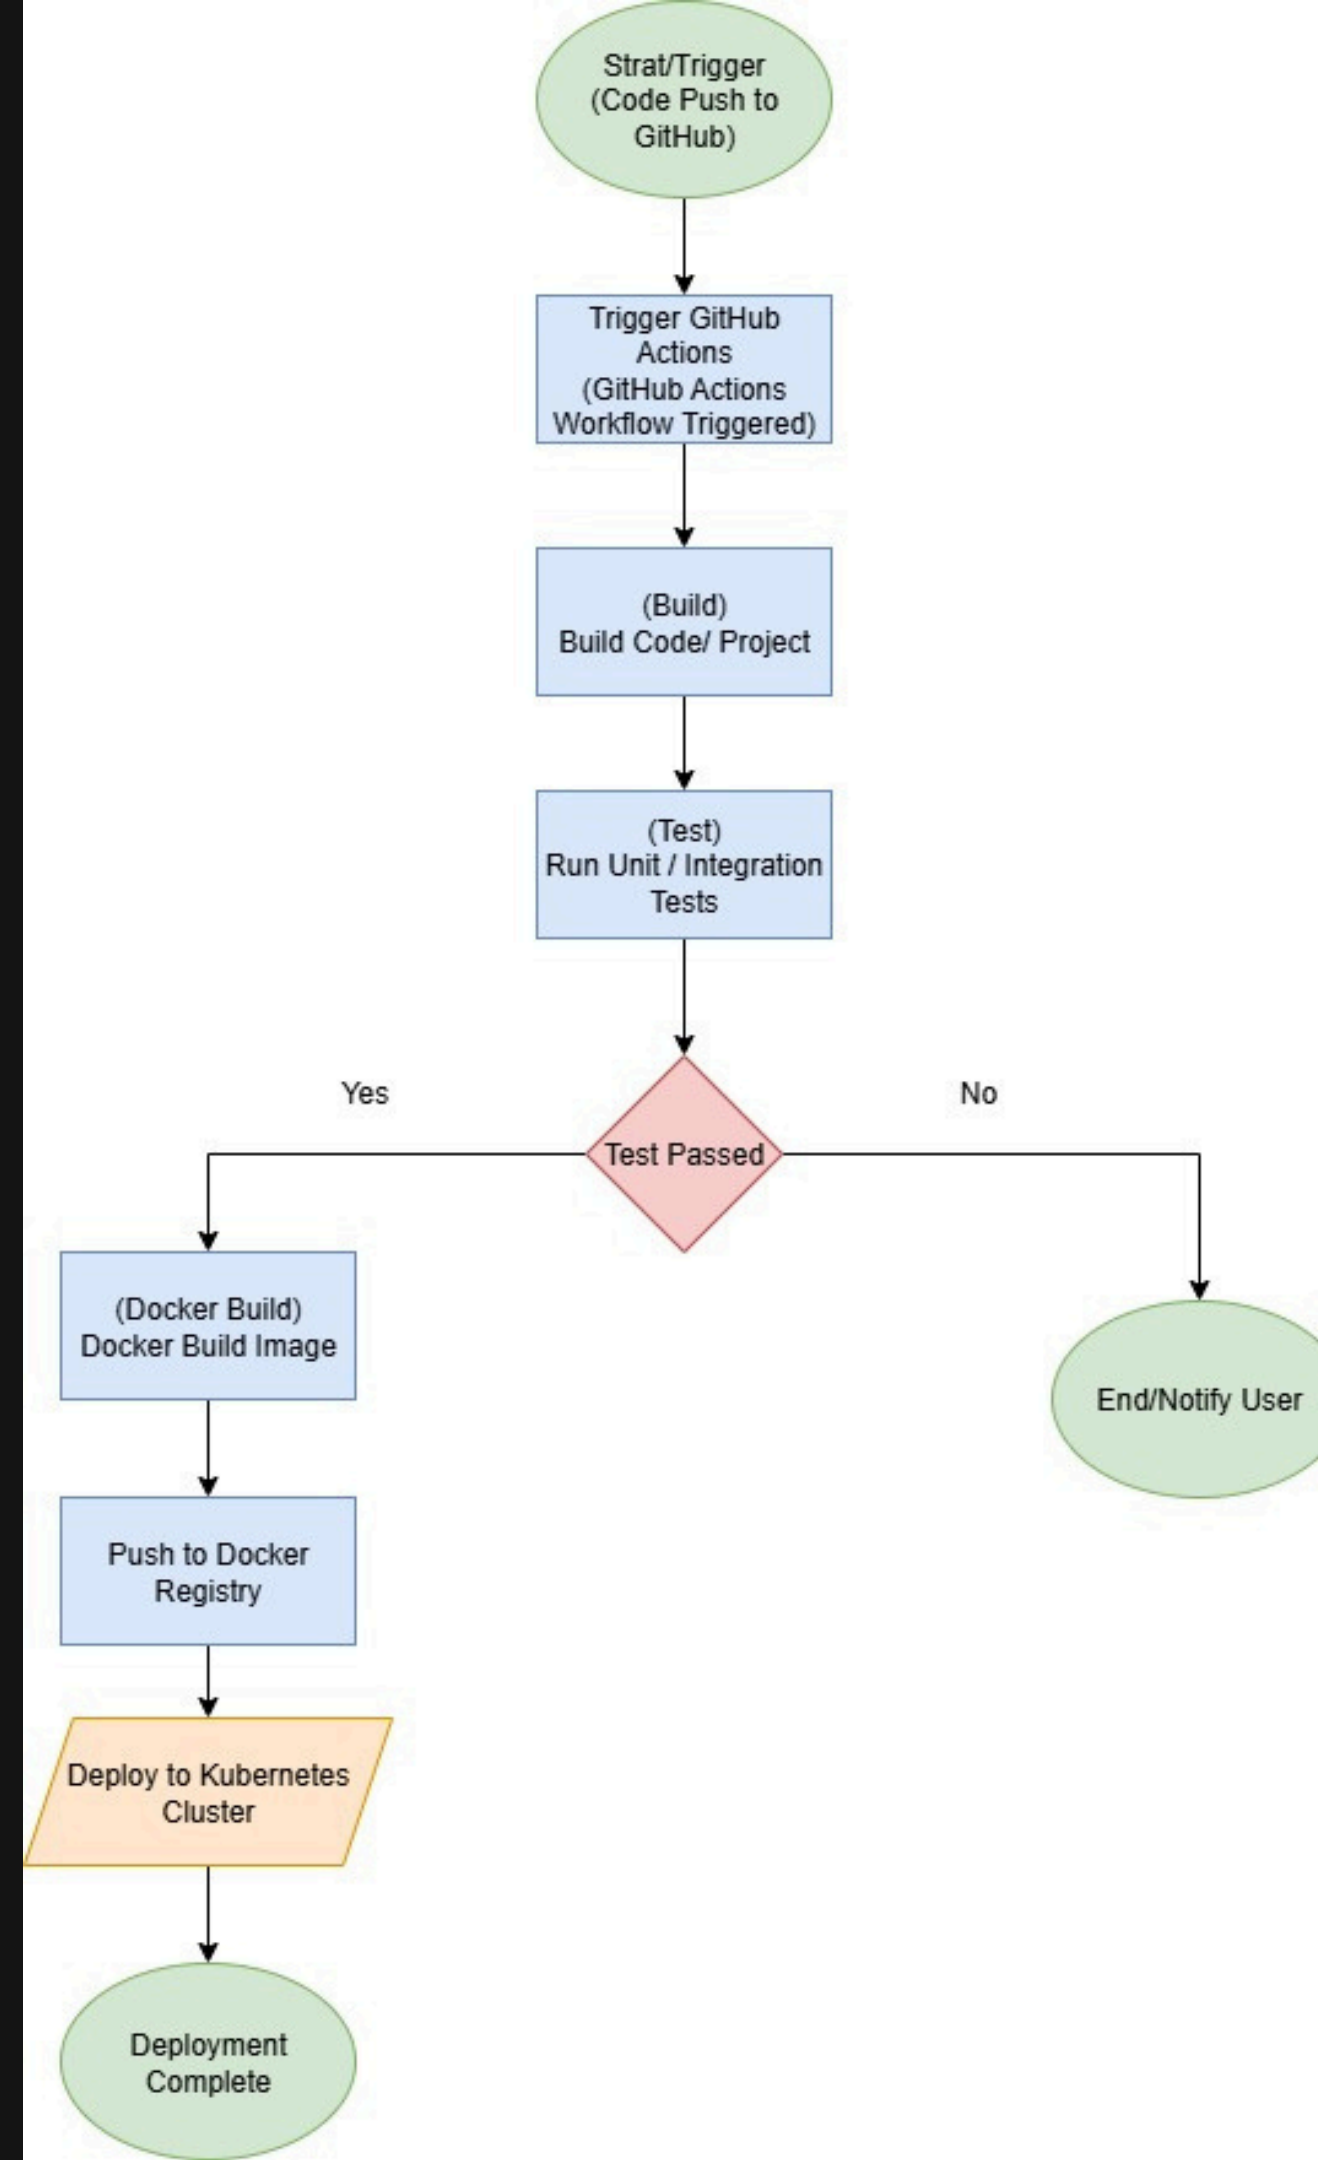 Strat/Trigger
(Code Push to
GitHub)
Trigger GitHub
Actions
(GitHub Actions
Workflow Triggered)
(Build)
Build Code/ Project
(Test)
Run Unit / Integration
Tests
Yes
No
Test Passed
(Docker Build)
Docker Build Image
End/Notify User
Push to Docker
Registry
Deploy to Kubernetes
Cluster
Deployment
Complete